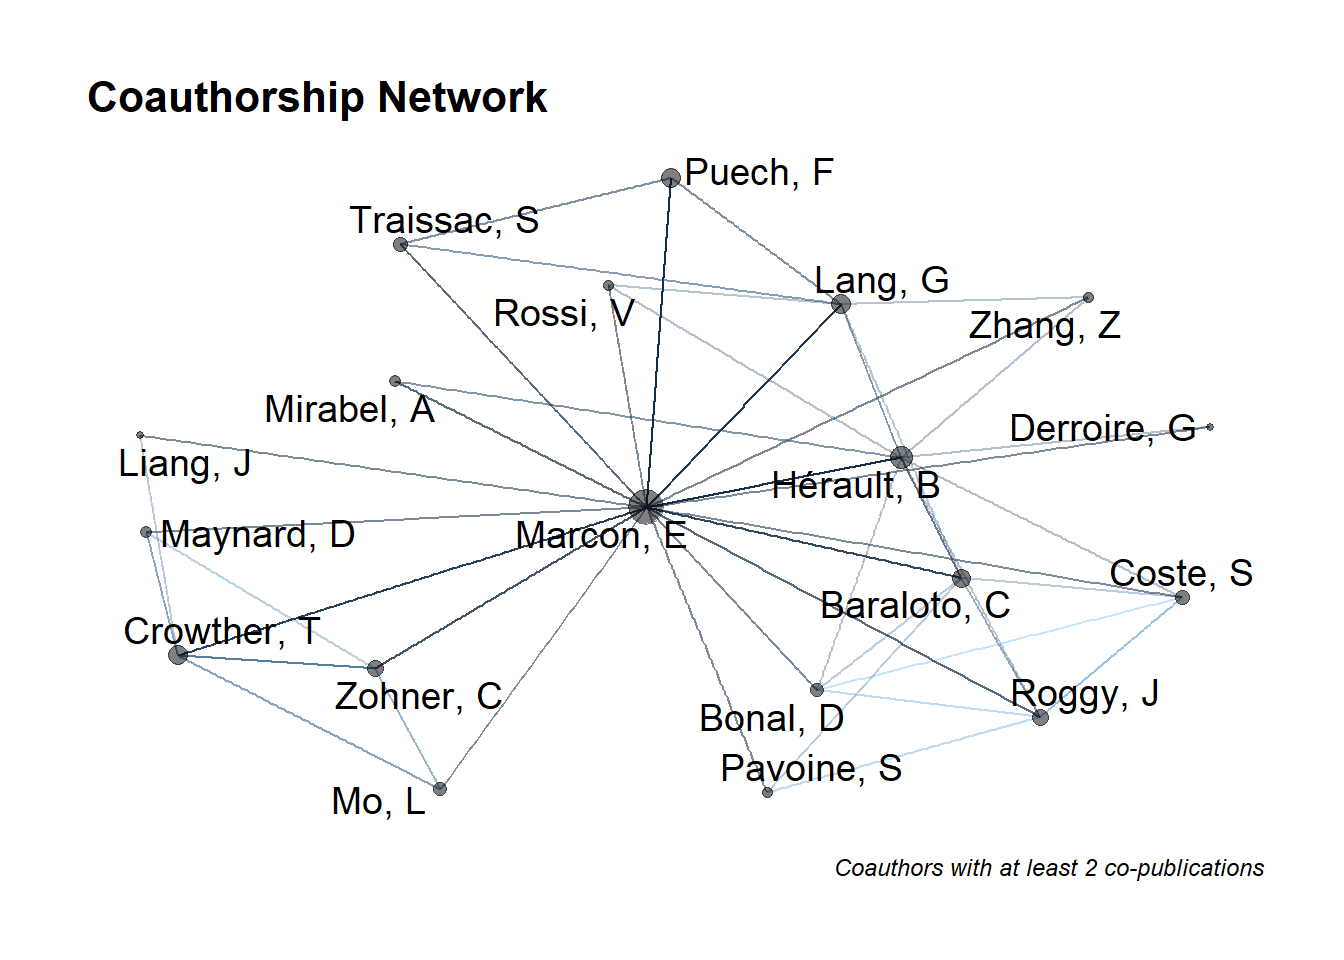 Coauthorship Network
Puech, F
Traissac, S
Lang, G
Rossi, V
Zhang, Z
Mirabel, A
Derroire, G
Liang, J
Hérault, B
Maynard, D
Marcon, E
Coste, S
Baraloto, C
Crowther, T
Zohner, C
Roggy, J
Bonal, D
Pavoine, S
Mo, L
Coauthors with at least 2 co-publications